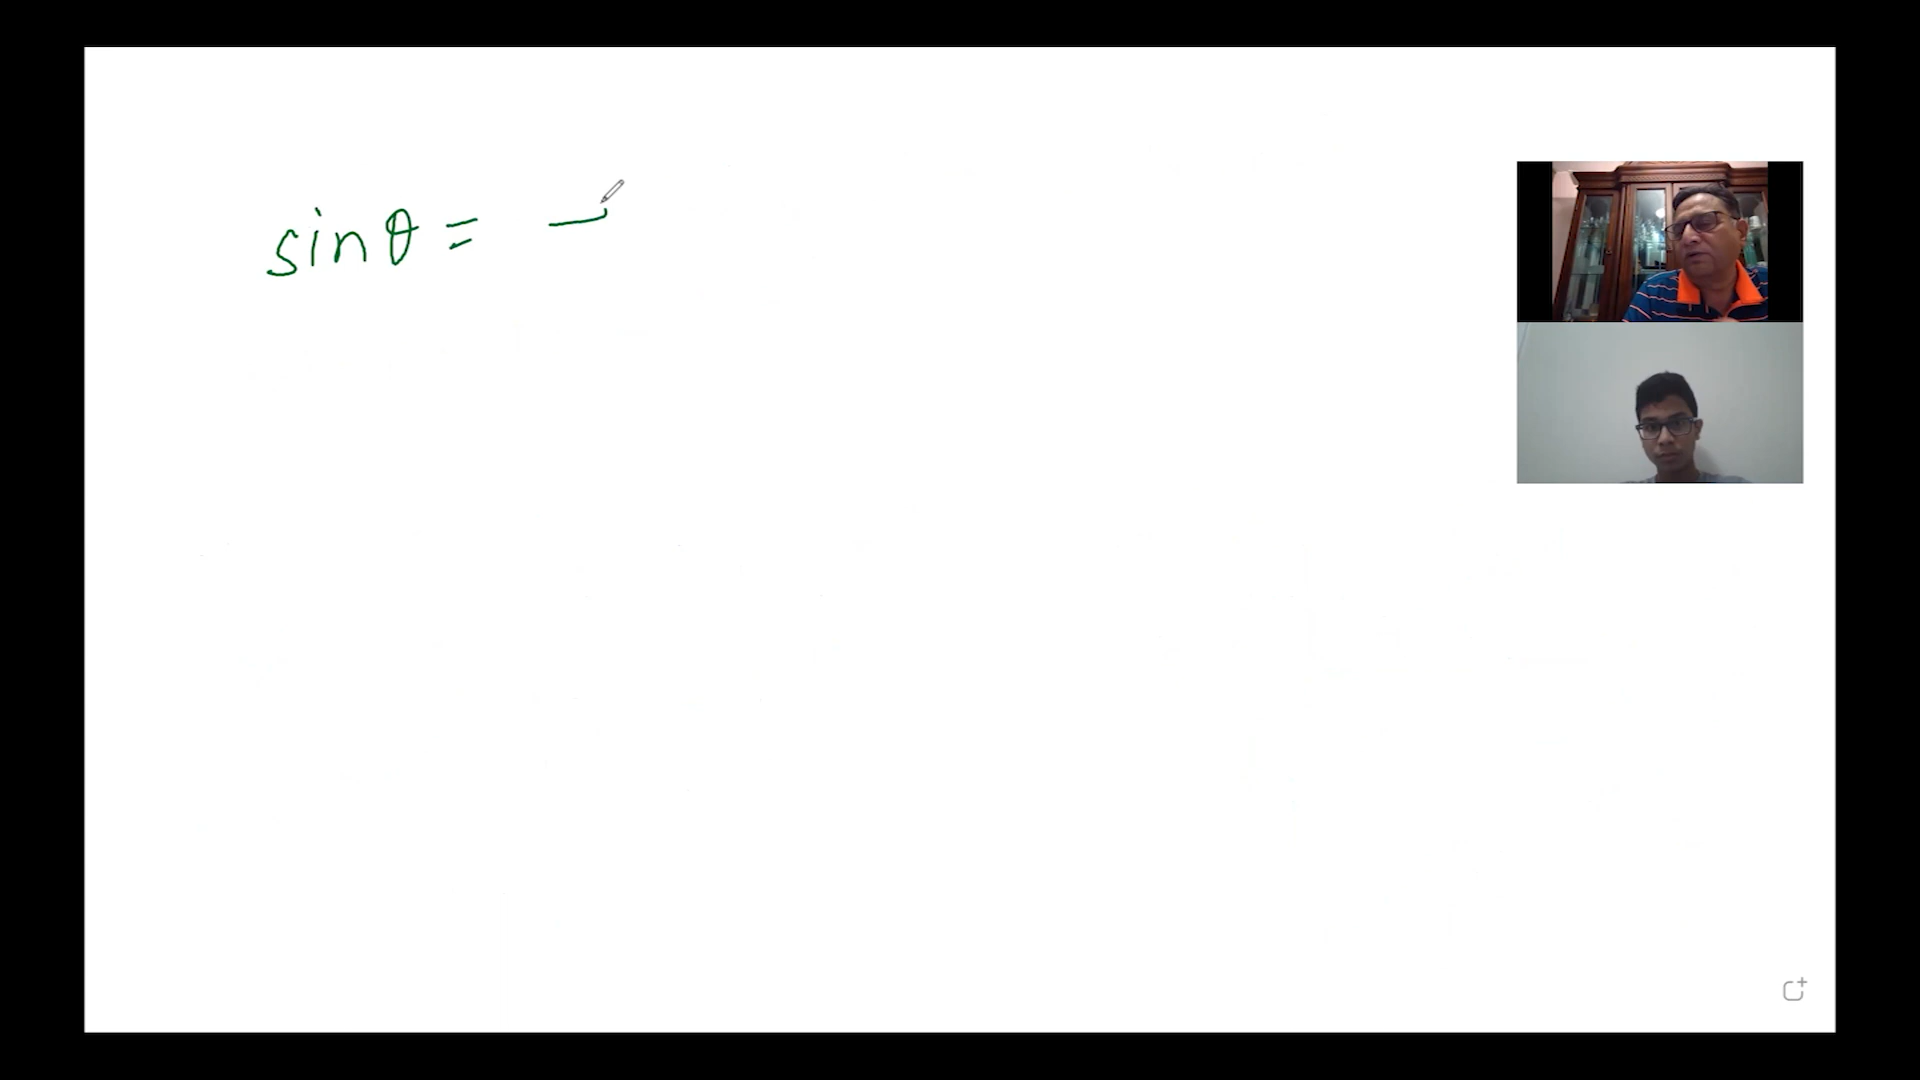 sinθ = —